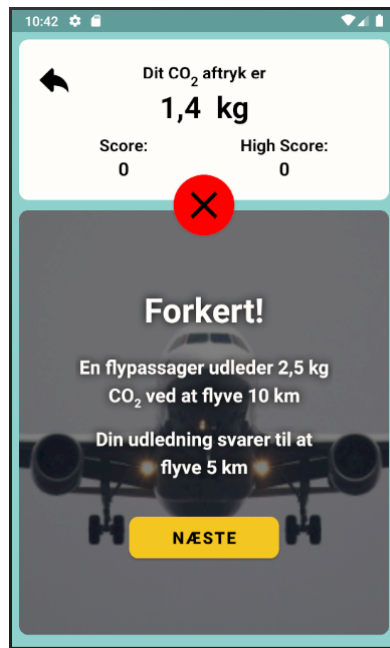 10:42
Dit CO₂ aftryk er
1,4 kg
Score:
High Score:
0
0
Forkert!
En flypassager udleder 2,5 kg
CO₂ ved at flyve 10 km
Din udledning svarer til at
flyve 5 km
NÆSTE